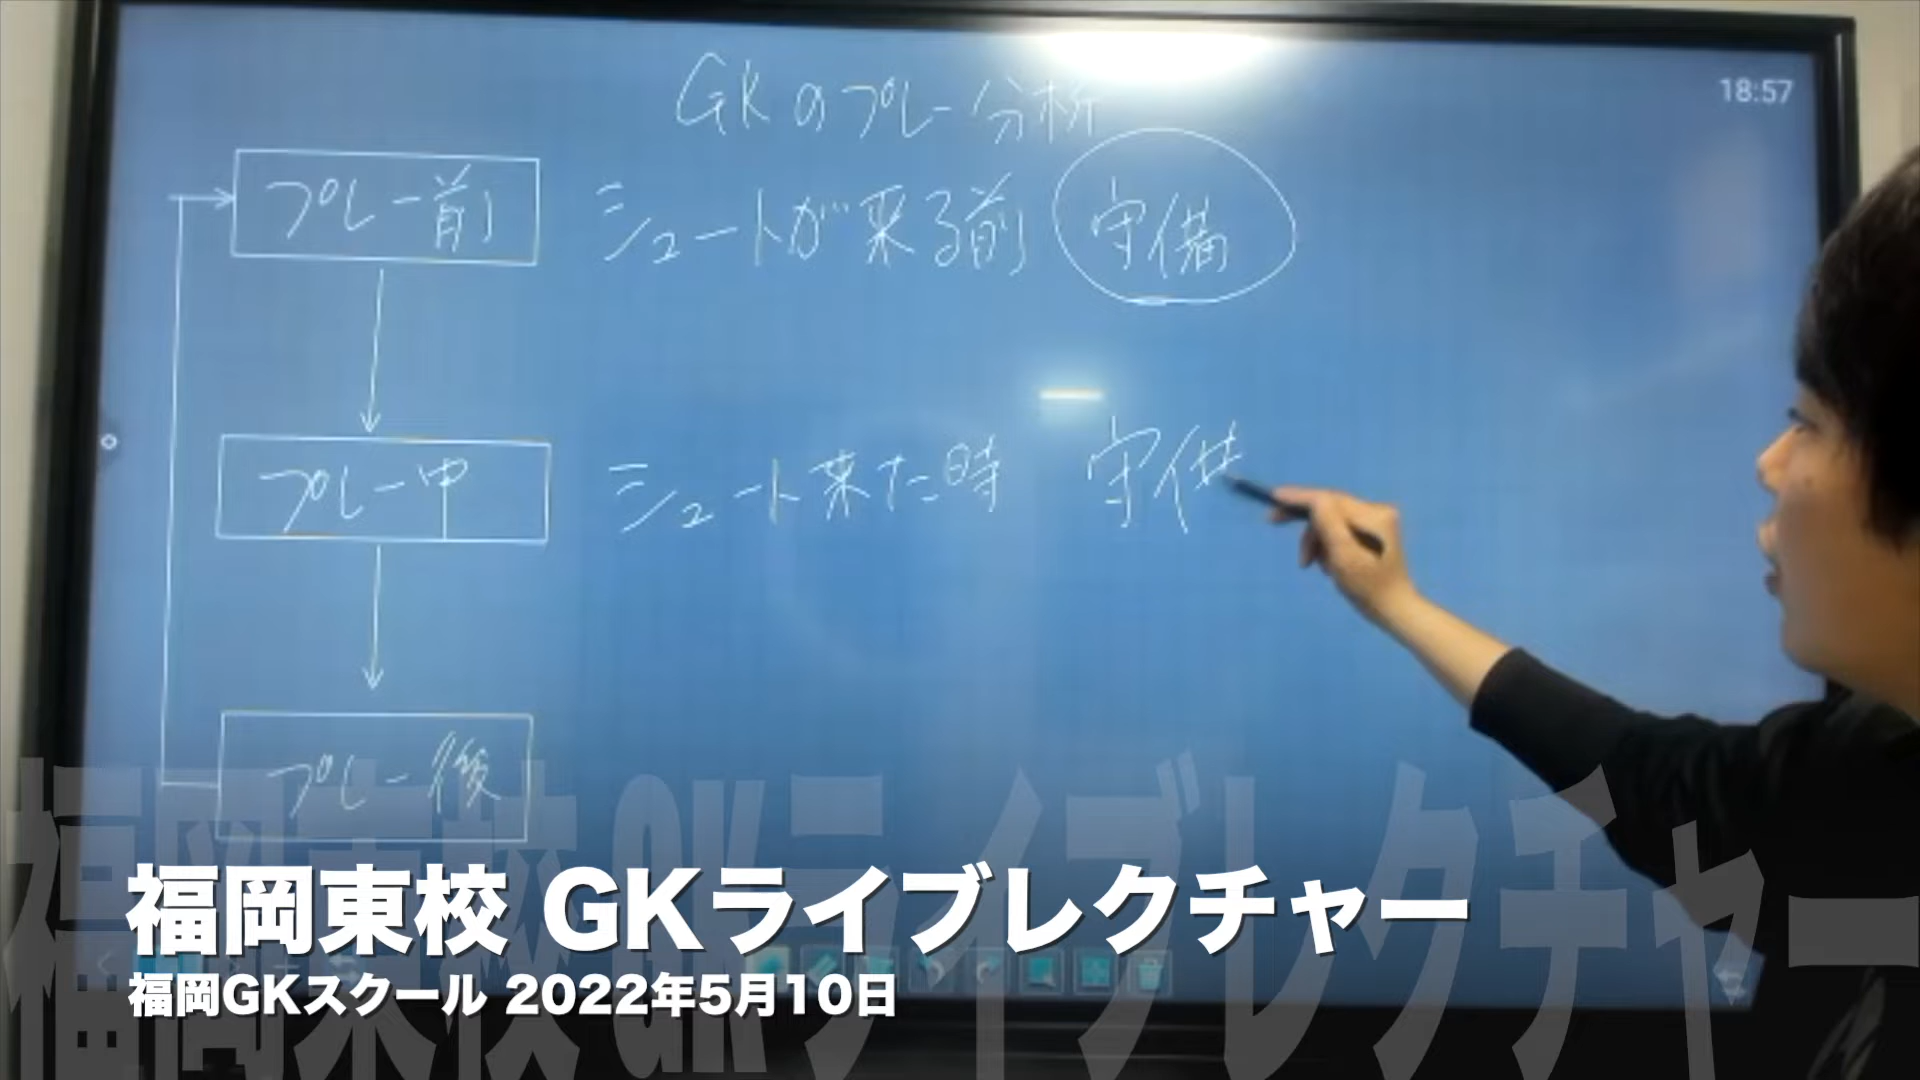 GKのプレー分析
18:57
プレー前 シュートが来る前 守備
プレー中 シュート来た時 守
プレー後
福岡東校 GKライブレクチャー
福岡東校 GKライブレクチャー
福岡GKスクール 2022年5月10日